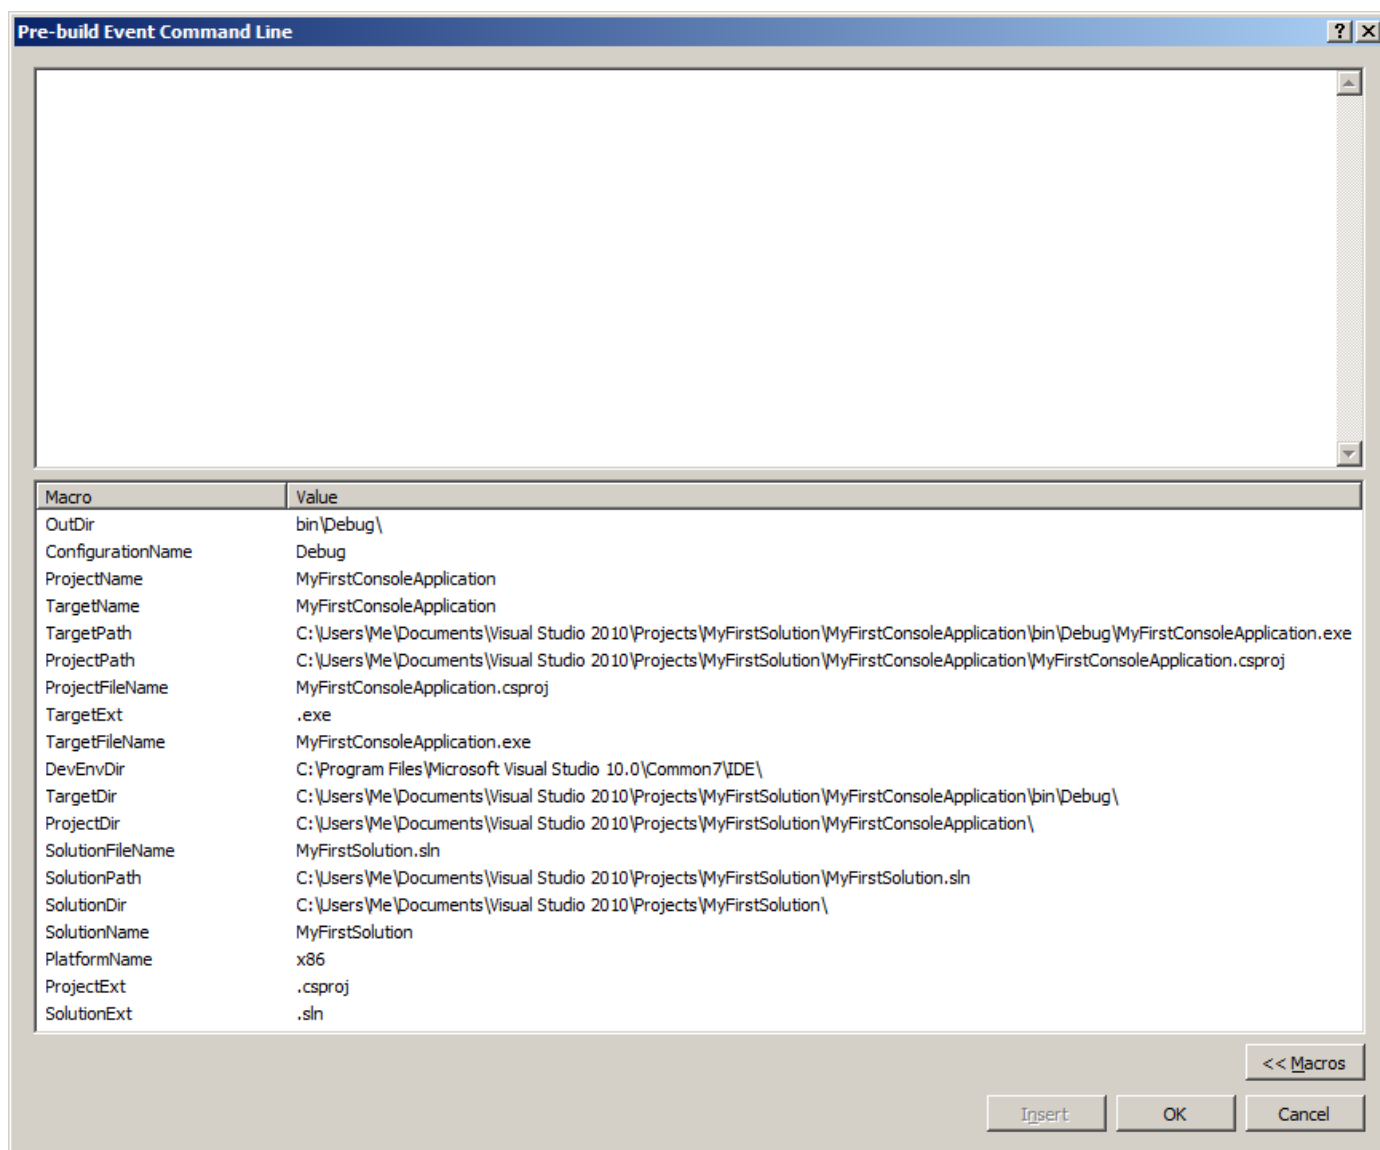 Pre-build Event Command Line
Macro Value
OutDir bin\Debug\
ConfigurationName Debug
ProjectName MyFirstConsoleApplication
TargetName MyFirstConsoleApplication
TargetPath C:\Users\Me\Documents\Visual Studio 2010\Projects\MyFirstSolution\MyFirstConsoleApplication\bin\Debug\MyFirstConsoleApplication.exe
ProjectPath C:\Users\Me\Documents\Visual Studio 2010\Projects\MyFirstSolution\MyFirstConsoleApplication\MyFirstConsoleApplication.csproj
ProjectFileName MyFirstConsoleApplication.csproj
TargetExt .exe
TargetFileName MyFirstConsoleApplication.exe
DevEnvDir C:\Program Files\Microsoft Visual Studio 10.0\Common7\IDE\
TargetDir C:\Users\Me\Documents\Visual Studio 2010\Projects\MyFirstSolution\MyFirstConsoleApplication\bin\Debug\
ProjectDir C:\Users\Me\Documents\Visual Studio 2010\Projects\MyFirstSolution\MyFirstConsoleApplication\
SolutionFileName MyFirstSolution.sln
SolutionPath C:\Users\Me\Documents\Visual Studio 2010\Projects\MyFirstSolution\MyFirstSolution.sln
SolutionDir C:\Users\Me\Documents\Visual Studio 2010\Projects\MyFirstSolution\
SolutionName MyFirstSolution
PlatformName x86
ProjectExt .csproj
SolutionExt .sln
<< Macros
Insert OK Cancel